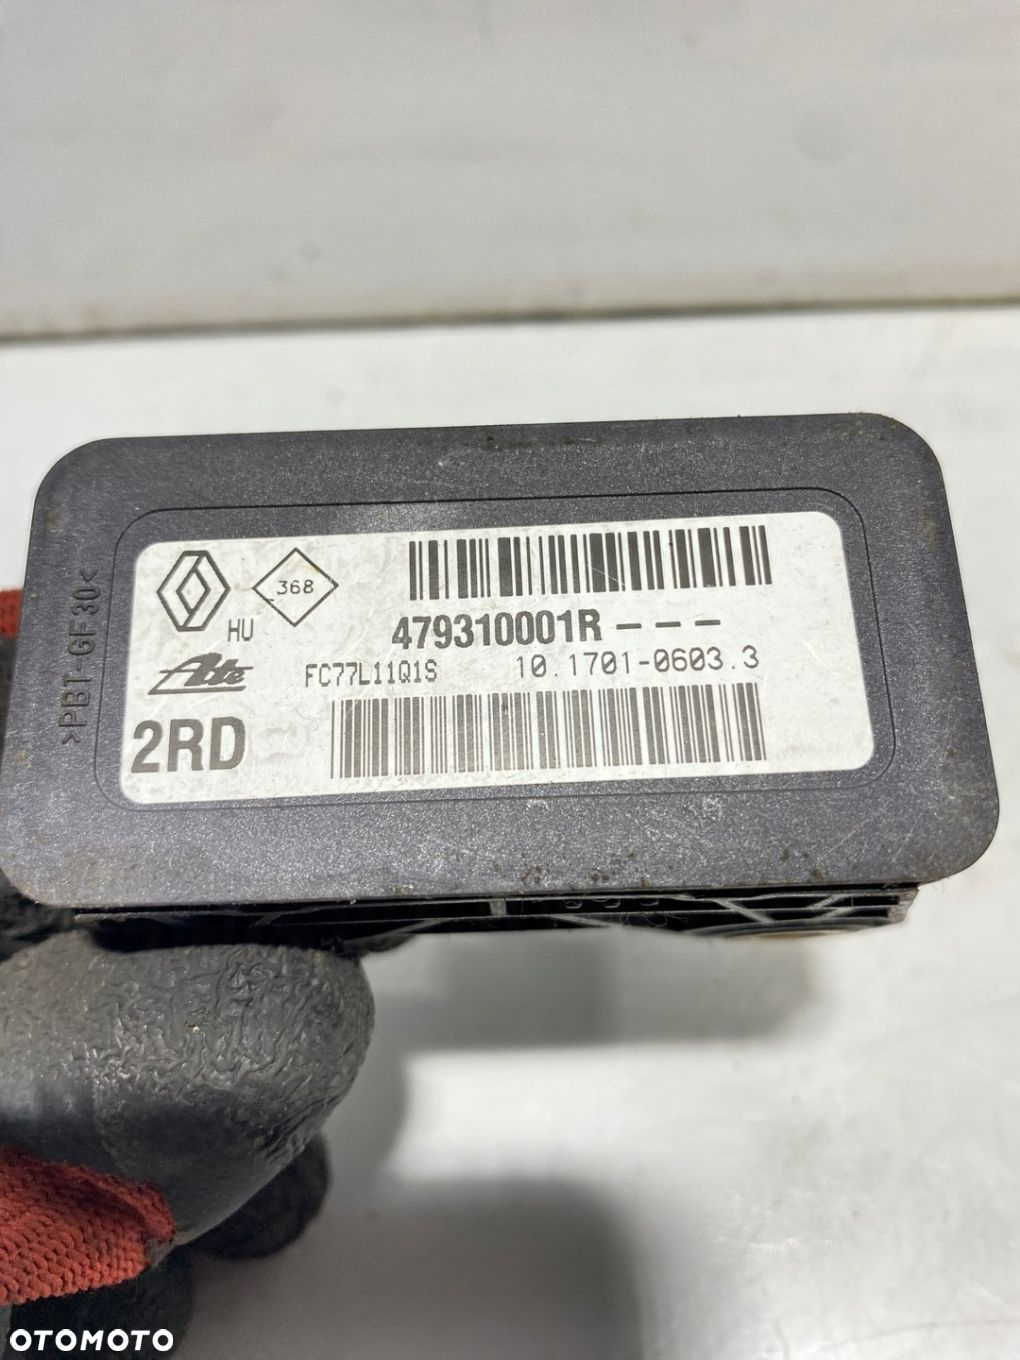 >PBT-GF30<
368
HU
479310001R---
Ate
FC77L11Q1S 10.1701-0603.3
2RD
OTOMOTO